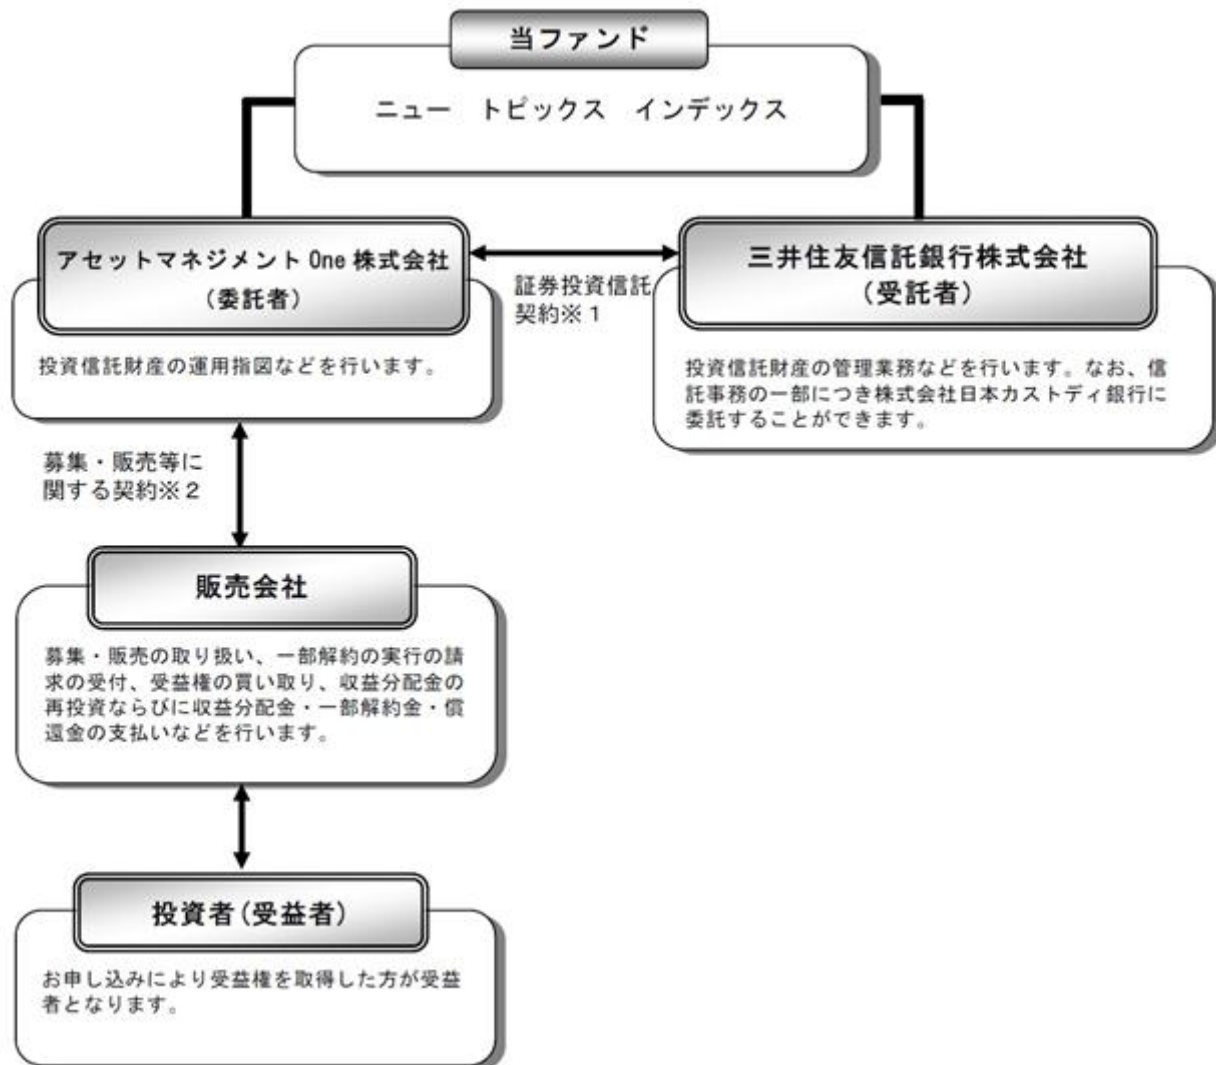 当ファンド
ニュー　トピックス　インデックス
アセットマネジメント One 株式会社
（委託者）
投資信託財産の運用指図などを行います。
証券投資信託
契約※１
三井住友信託銀行株式会社
（受託者）
投資信託財産の管理業務などを行います。なお、信
託事務の一部につき株式会社日本カストディ銀行に
委託することができます。
募集・販売等に
関する契約※２
販売会社
募集・販売の取り扱い、一部解約の実行の請
求の受付、受益権の買い取り、収益分配金の
再投資ならびに収益分配金・一部解約金・償
還金の支払いなどを行います。
投資者（受益者）
お申し込みにより受益権を取得した方が受益
者となります。